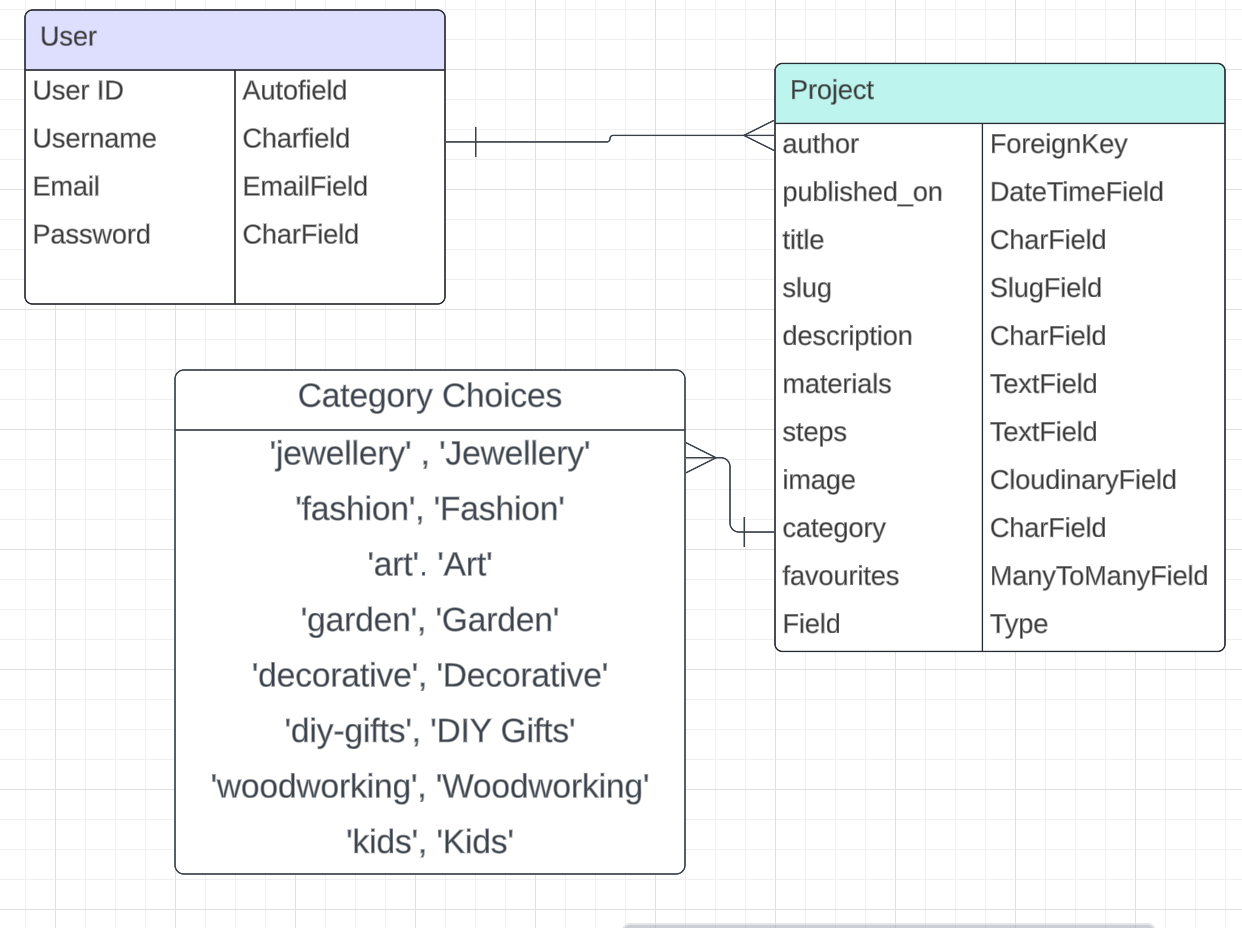 User
User ID Autofield
Username Charfield
Email EmailField
Password CharField
Project
author ForeignKey
published_on DateTimeField
title CharField
slug SlugField
description CharField
materials TextField
steps TextField
image CloudinaryField
category CharField
favourites ManyToManyField
Field Type
Category Choices
'jewellery' , 'Jewellery'
'fashion', 'Fashion'
'art'. 'Art'
'garden', 'Garden'
'decorative', 'Decorative'
'diy-gifts', 'DIY Gifts'
'woodworking', 'Woodworking'
'kids', 'Kids'